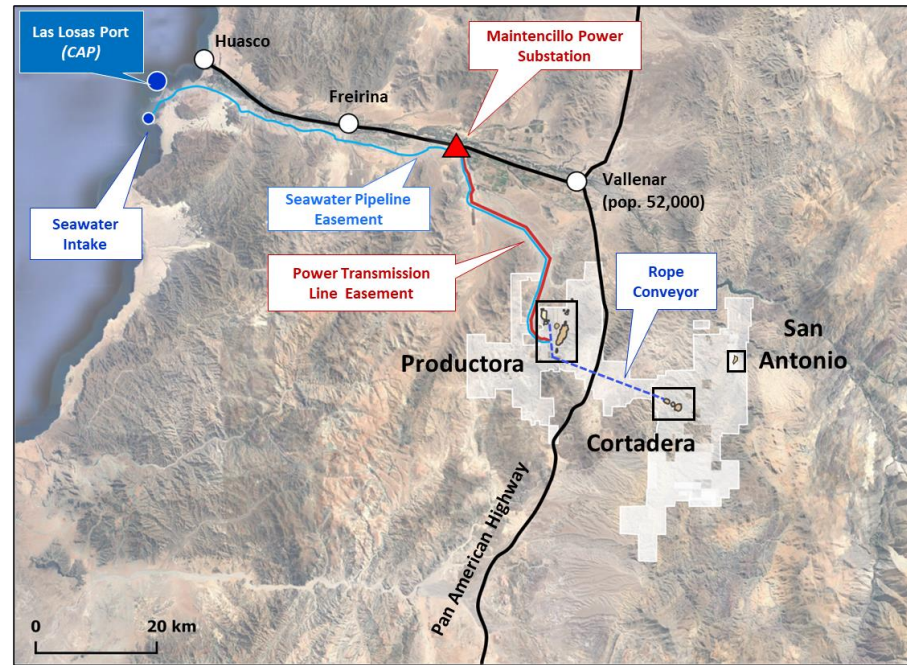 Las Losas Port
(CAP)
Huasco
Maintencillo Power
Substation
Freirina
Vallenar
(pop. 52,000)
Seawater Pipeline
Easement
Seawater
Intake
Power Transmission
Line Easement
Rope
Conveyor
San
Antonio
Productora
Cortadera
Pan American Highway
0 20 km